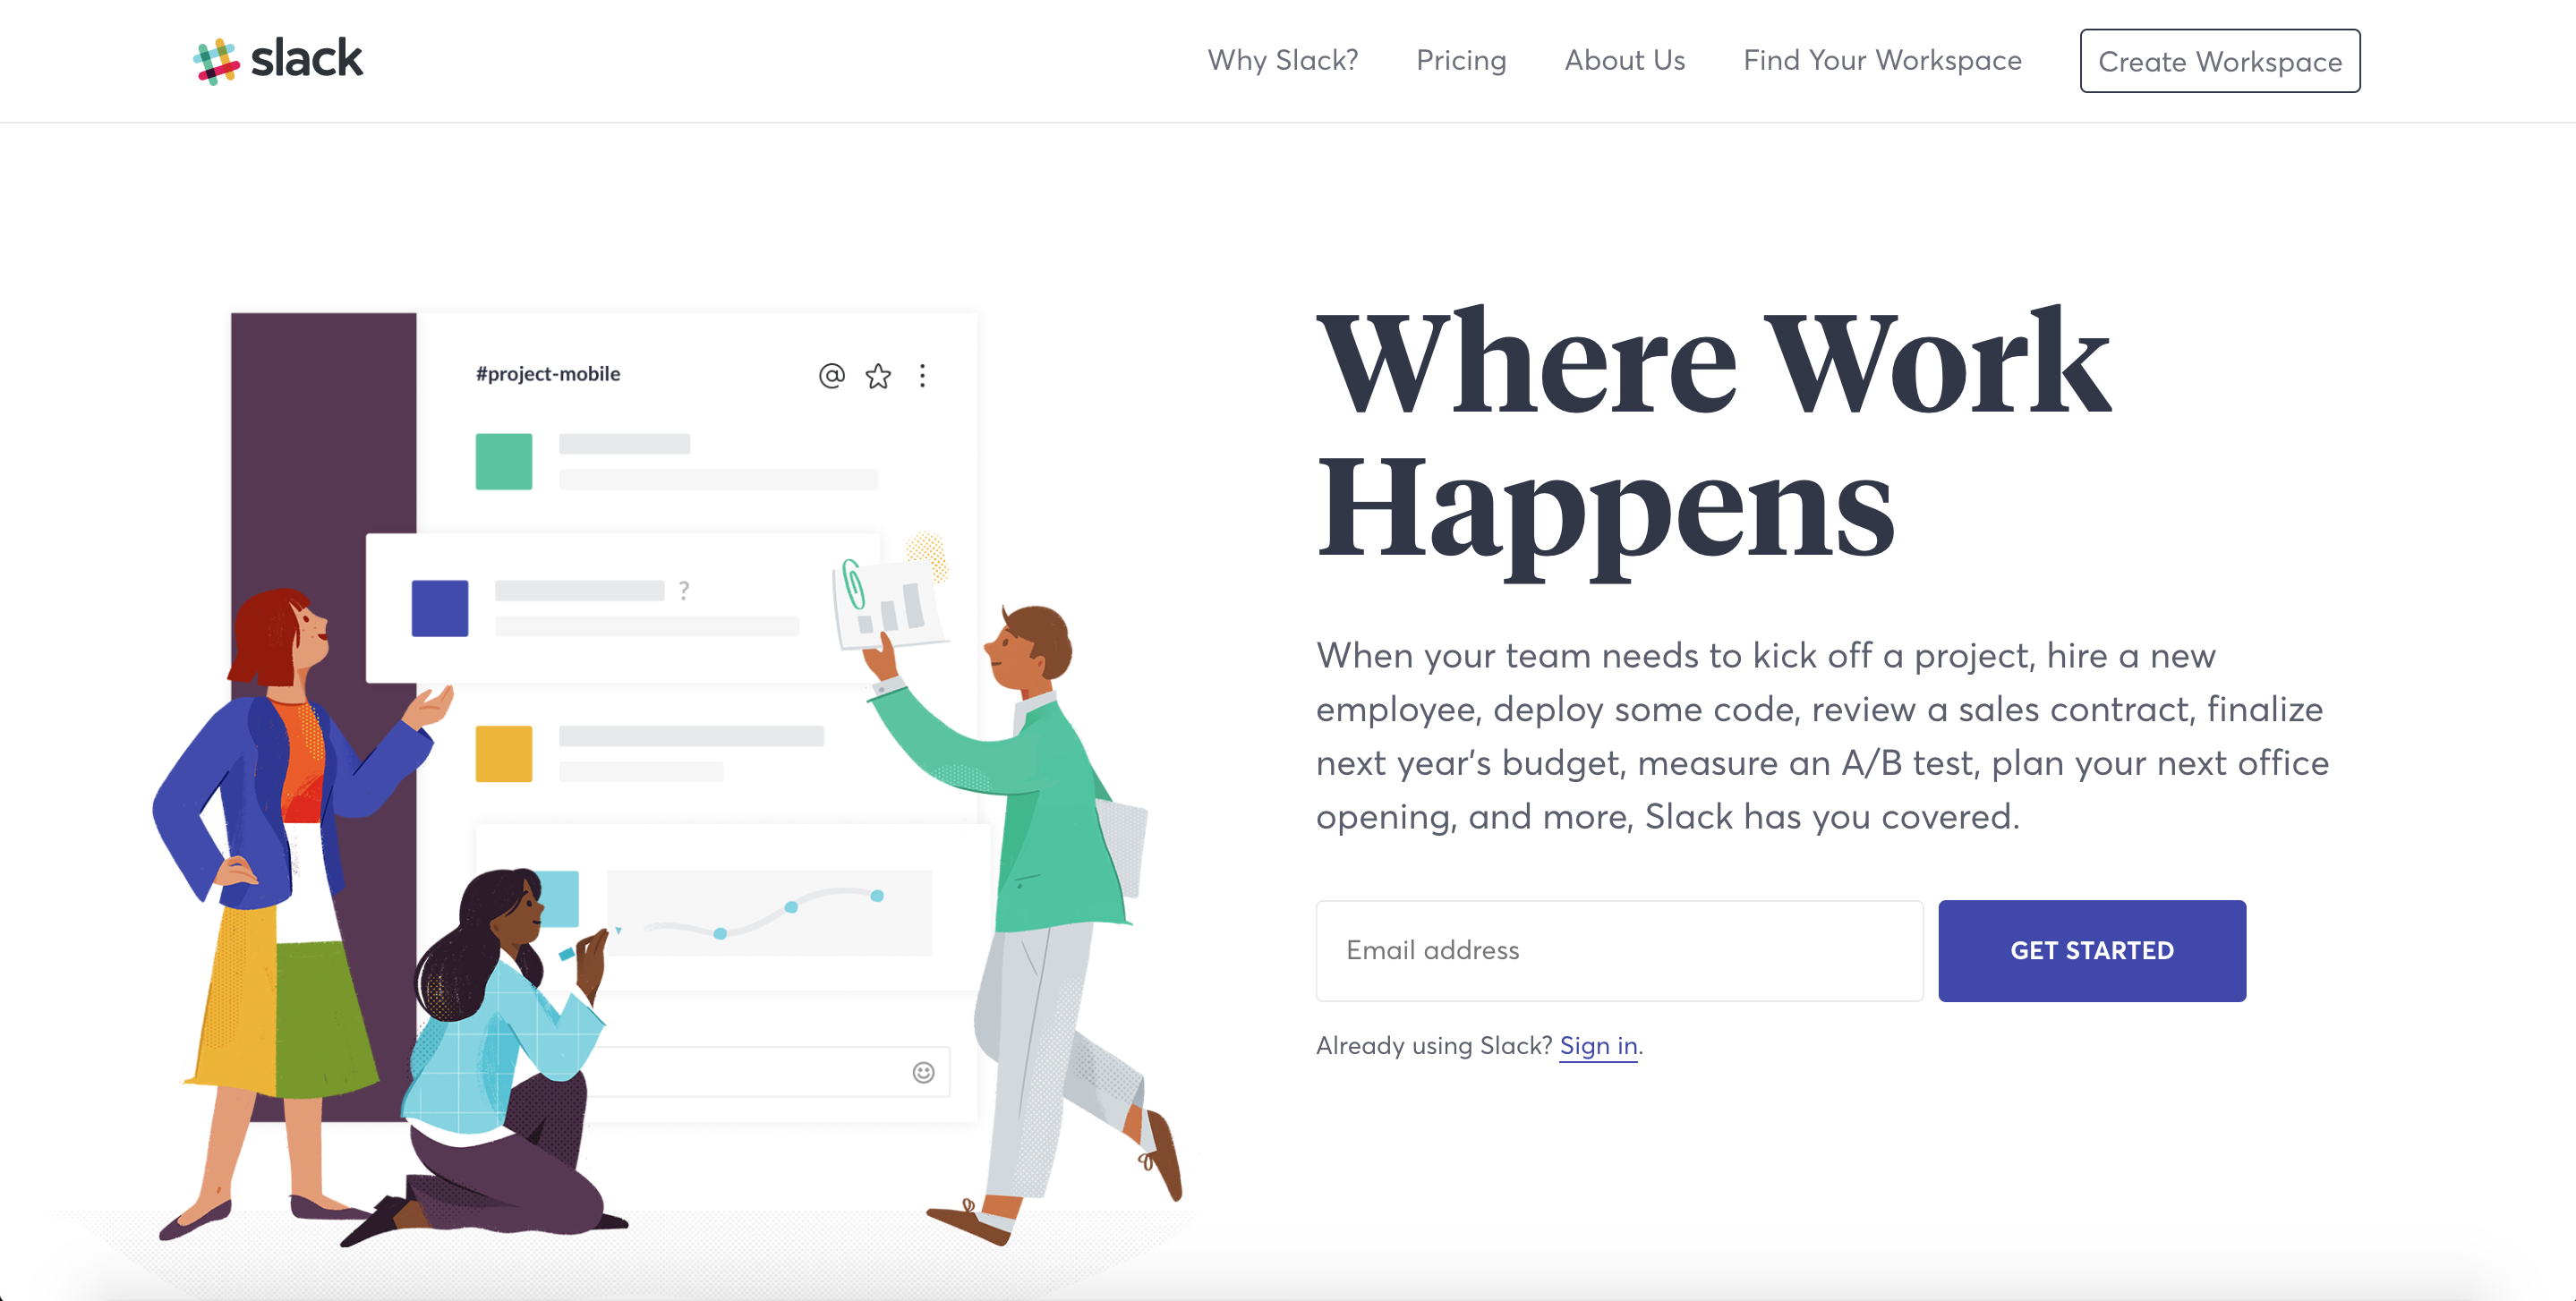 slack
Why Slack?
Pricing
About Us
Find Your Workspace
Create Workspace
#project-mobile
?
Where Work
Happens
When your team needs to kick off a project, hire a new
employee, deploy some code, review a sales contract, finalize
next year’s budget, measure an A/B test, plan your next office
opening, and more, Slack has you covered.
Email address
GET STARTED
Already using Slack? Sign in.